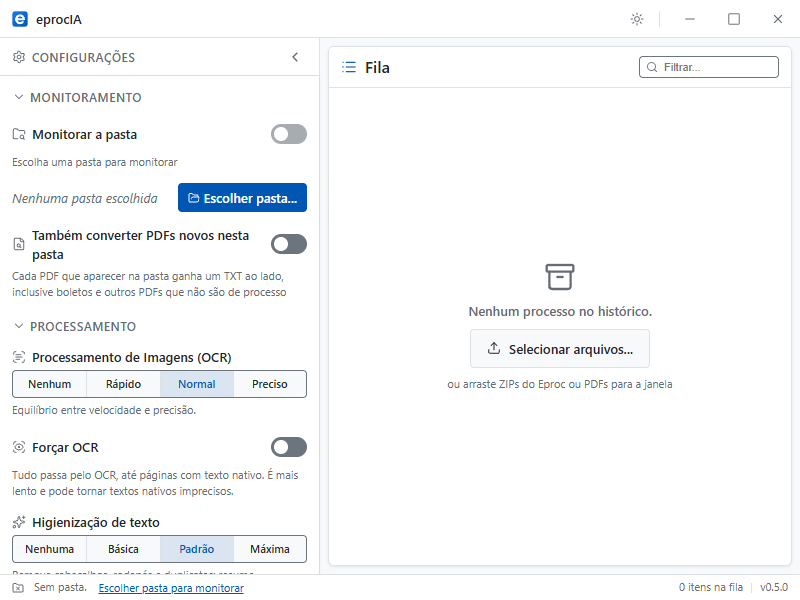 eprocIA
CONFIGURAÇÕES
MONITORAMENTO
Monitorar a pasta
Escolha uma pasta para monitorar
Nenhuma pasta escolhida
Escolher pasta...
Também converter PDFs novos nesta
pasta
Cada PDF que aparecer na pasta ganha um TXT ao lado,
inclusive boletos e outros PDFs que não são de processo
PROCESSAMENTO
Processamento de Imagens (OCR)
Nenhum Rápido Normal Preciso
Equilíbrio entre velocidade e precisão.
Forçar OCR
Tudo passa pelo OCR, até páginas com texto nativo. É mais
lento e pode tornar textos nativos imprecisos.
Higienização de texto
Nenhuma Básica Padrão Máxima
Fila
Filtrar...
Nenhum processo no histórico.
Selecionar arquivos...
ou arraste ZIPs do Eproc ou PDFs para a janela
Sem pasta. Escolher pasta para monitorar
0 itens na fila v0.5.0